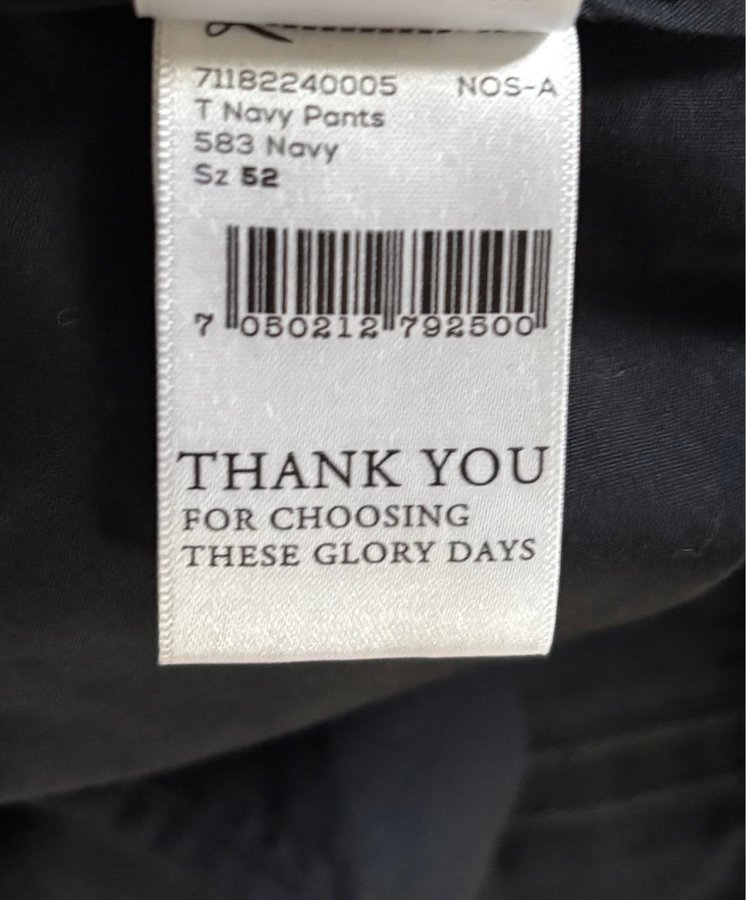 71182240005 NOS-A
T Navy Pants
583 Navy
Sz 52
7 050212 792500
THANK YOU
FOR CHOOSING
THESE GLORY DAYS